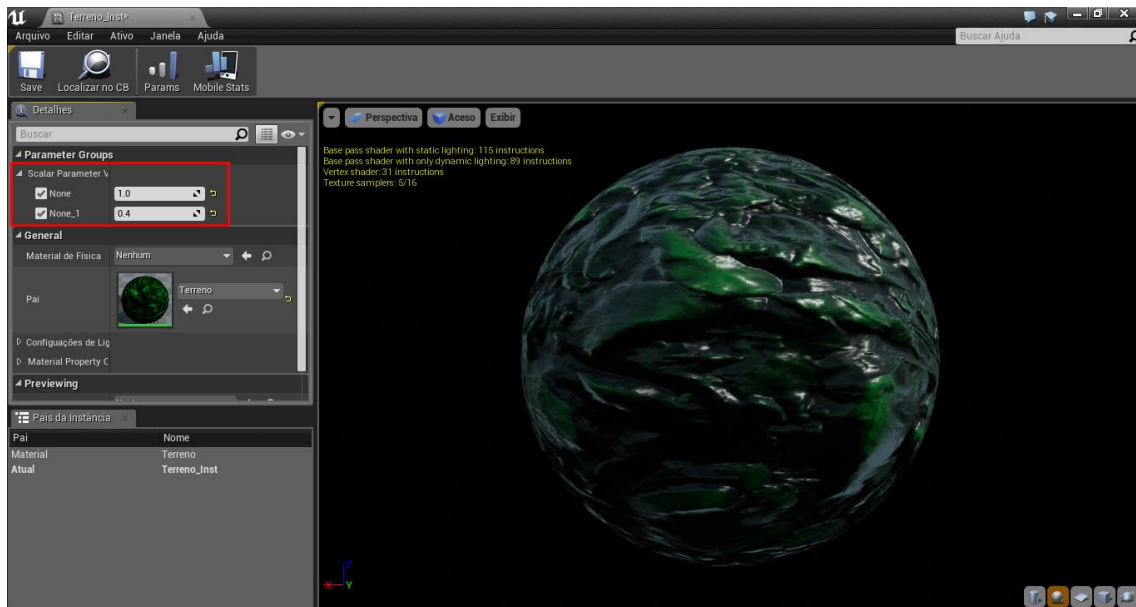 Terreno_Inst*
Arquivo Editar Ativo Janela Ajuda
Buscar Ajuda
Save Localizar no CB Params Mobile Stats
Detalhes
Buscar
Parameter Groups
Scalar Parameter V
None 1.0
None_1 0.4
General
Material de Física Nenhum
Pai Terreno
Configuações de Lig
Material Property C
Previewing
Pais da Instância
Pai Nome
Material Terreno
Atual Terreno_Inst
Perspectiva Aceso Exibir
Base pass shader with static lighting: 115 instructions
Base pass shader with only dynamic lighting: 89 instructions
Vertex shader: 31 instructions
Texture samplers: 5/16
Z
X Y